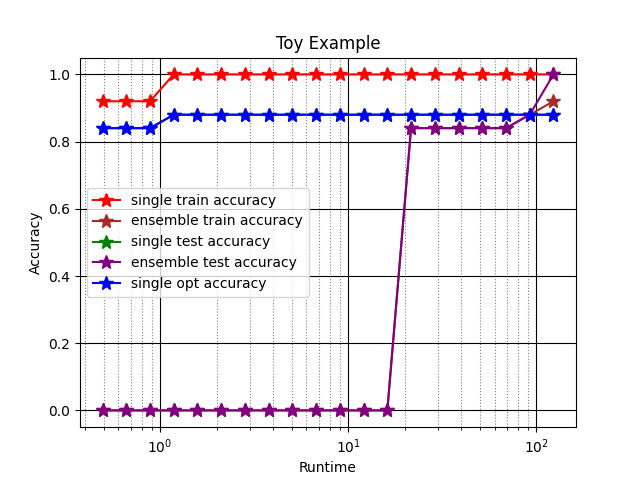 Toy Example
Accuracy
1.0
0.8
0.6
0.4
0.2
0.0
single train accuracy
ensemble train accuracy
single test accuracy
ensemble test accuracy
single opt accuracy
10⁰
10¹
10²
Runtime